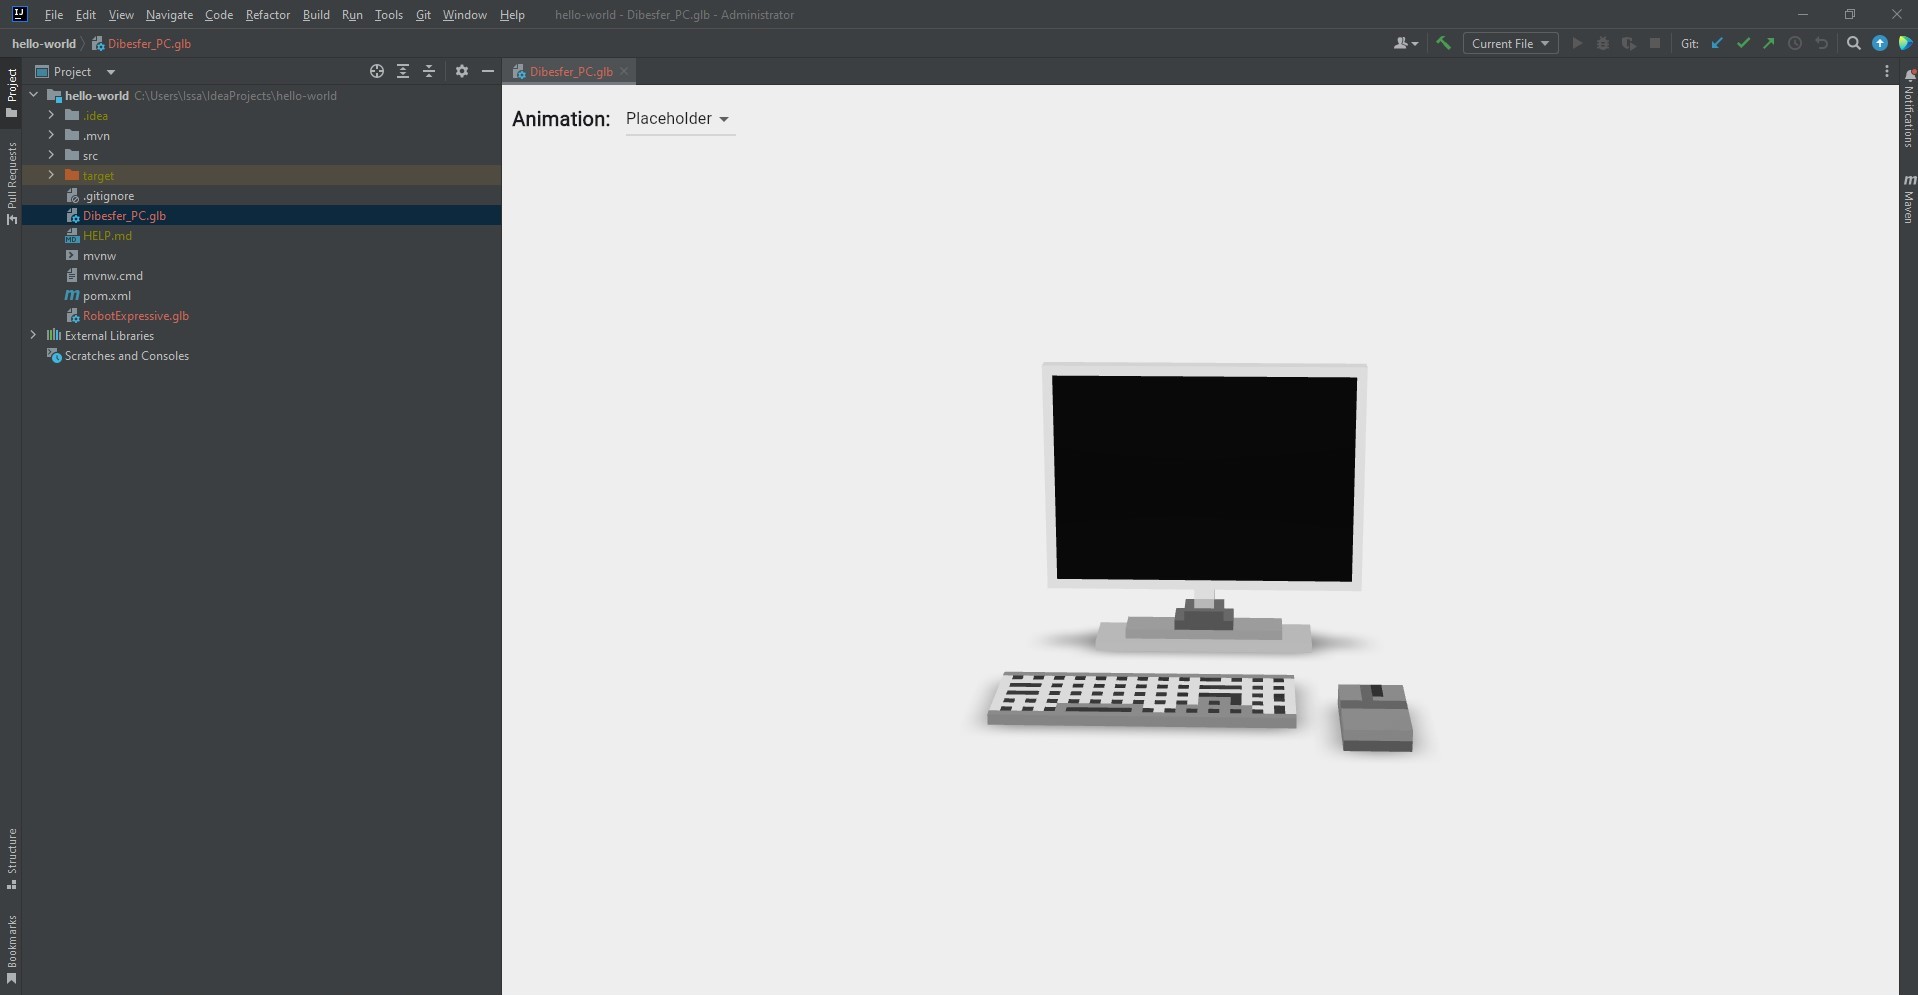 IJ File Edit View Navigate Code Refactor Build Run Tools Git Window Help hello-world - Dibesfer_PC.glb - Administrator
hello-world Dibesfer_PC.glb Current File Git:
Project
Dibesfer_PC.glb
Project
hello-world C:\Users\Issa\IdeaProjects\hello-world
.idea
.mvn
src
target
.gitignore
Dibesfer_PC.glb
MD HELP.md
mvnw
mvnw.cmd
m pom.xml
RobotExpressive.glb
External Libraries
Scratches and Consoles
Pull Requests
Structure
Bookmarks
Animation: Placeholder
Notifications
m Maven